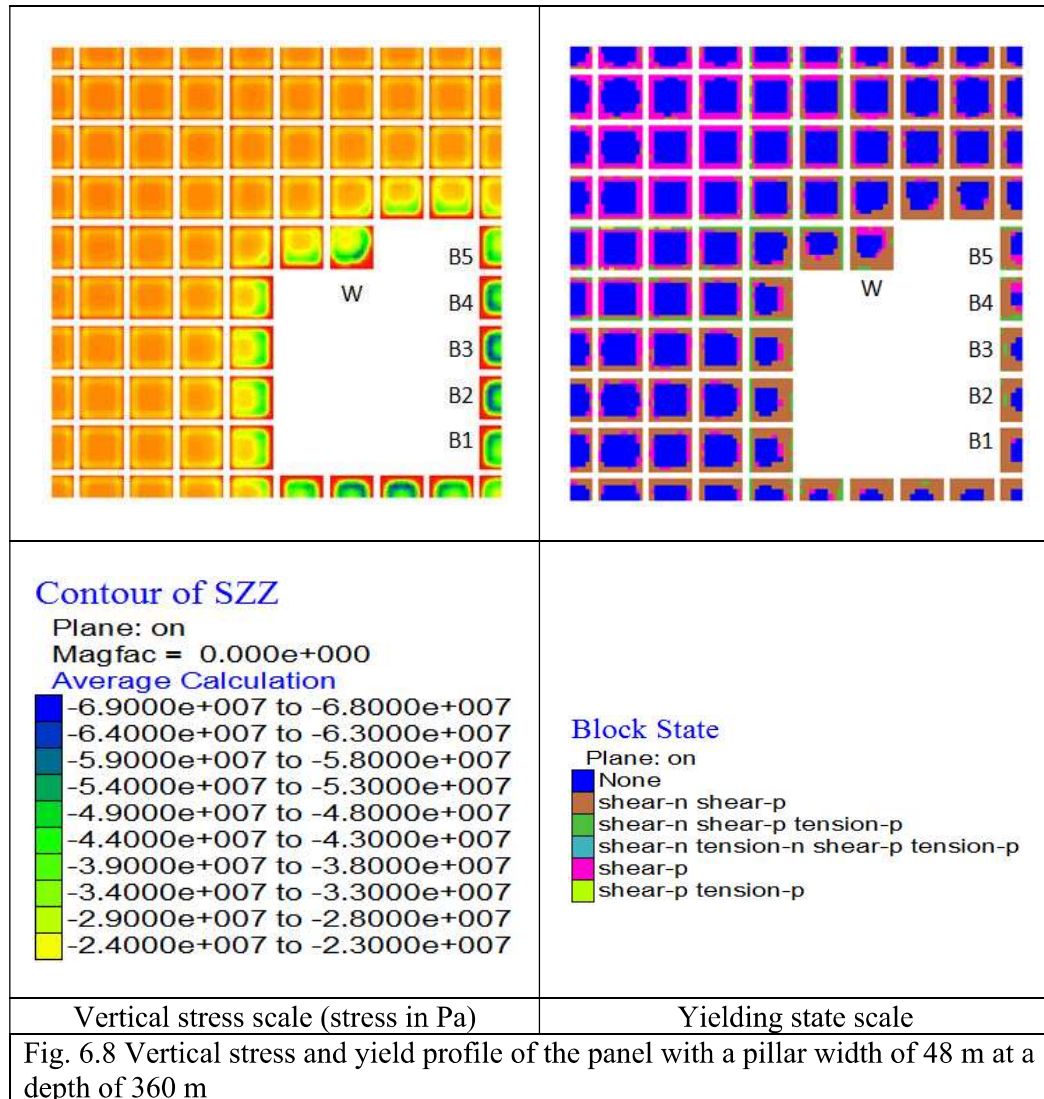 B5
W
B4
B3
B2
B1
B5
W
B4
B3
B2
B1
Contour of SZZ
Plane: on
Magfac = 0.000e+000
Average Calculation
-6.9000e+007 to -6.8000e+007
-6.4000e+007 to -6.3000e+007
-5.9000e+007 to -5.8000e+007
-5.4000e+007 to -5.3000e+007
-4.9000e+007 to -4.8000e+007
-4.4000e+007 to -4.3000e+007
-3.9000e+007 to -3.8000e+007
-3.4000e+007 to -3.3000e+007
-2.9000e+007 to -2.8000e+007
-2.4000e+007 to -2.3000e+007
Block State
Plane: on
None
shear-n shear-p
shear-n shear-p tension-p
shear-n tension-n shear-p tension-p
shear-p
shear-p tension-p
Vertical stress scale (stress in Pa)
Yielding state scale
Fig. 6.8 Vertical stress and yield profile of the panel with a pillar width of 48 m at a
depth of 360 m